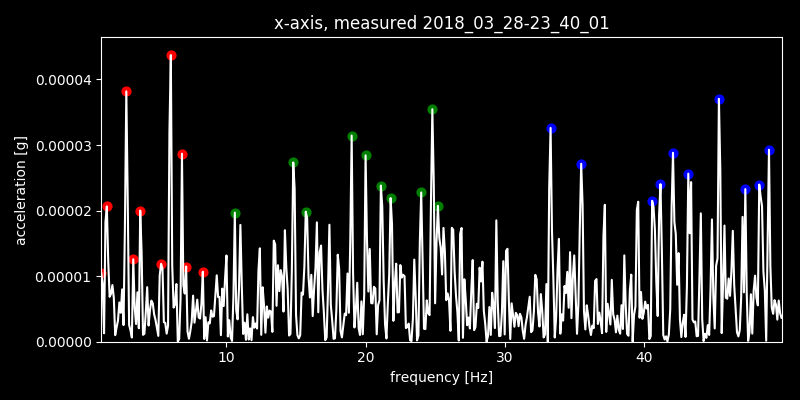 x-axis, measured 2018_03_28-23_40_01
0.00004
0.00003
0.00002
0.00001
0.00000
acceleration [g]
10 20 30 40
frequency [Hz]